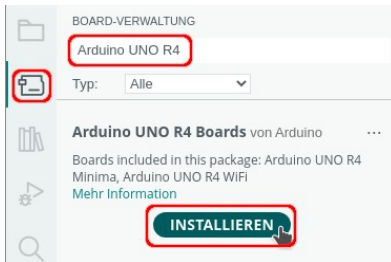 BOARD-VERWALTUNG
Arduino UNO R4
Typ: Alle
Arduino UNO R4 Boards von Arduino ...
Boards included in this package: Arduino UNO R4
Minima, Arduino UNO R4 WiFi
Mehr Information
INSTALLIEREN